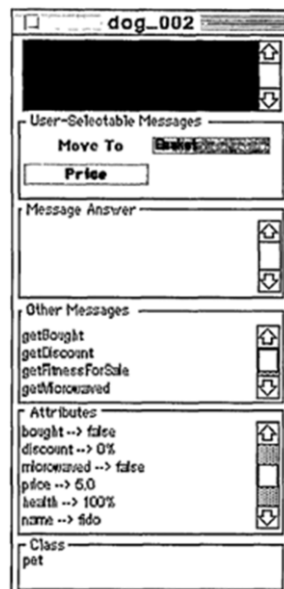 dog_002
User-Selectable Messages
Move To Basket
Price
Message Answer
Other Messages
getBought
getDiscount
getFitnessForSale
getMicrowaved
Attributes
bought --> false
discount --> 0%
microwaved --> false
price --> 5.0
health --> 100%
name --> fido
Class
pet